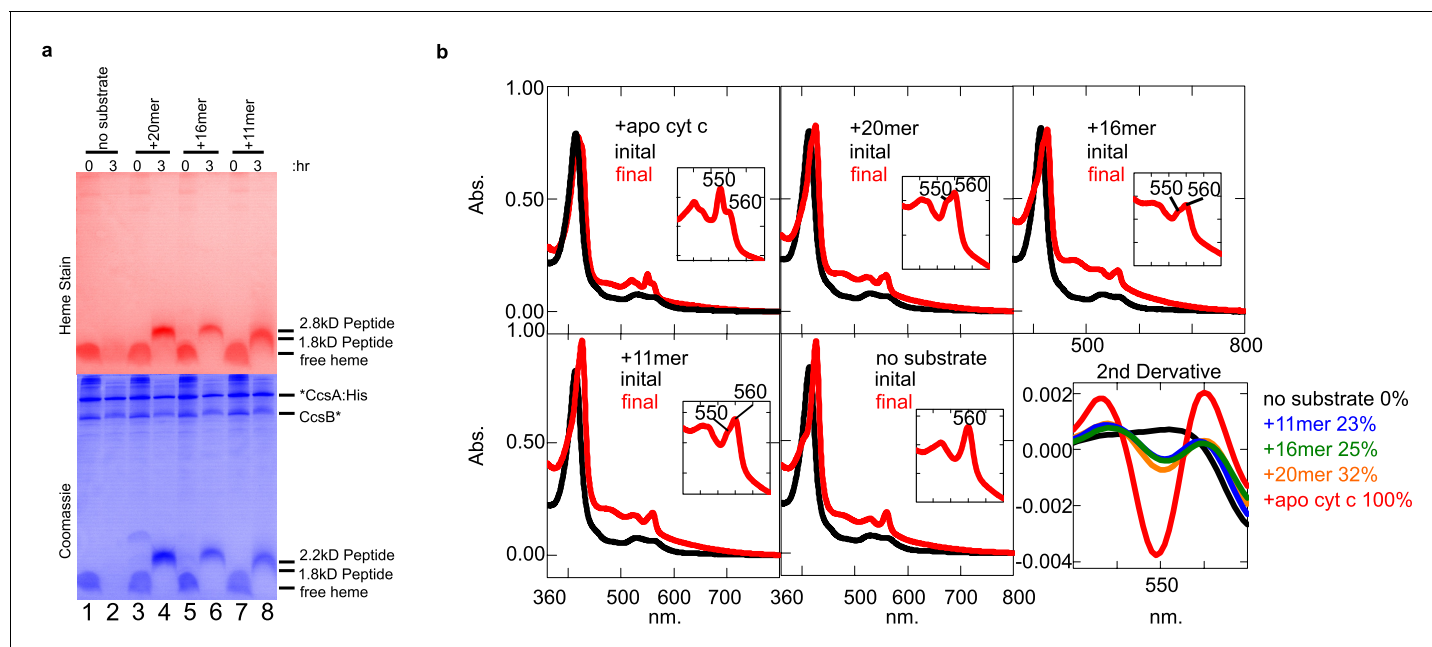 a
no substrate
+20mer
+16mer
+11mer
0 3 0 3 0 3 0 3 :hr
Heme Stain
2.8kD Peptide
1.8kD Peptide
free heme
*CcsA:His
CcsB*
Coomassie
2.2kD Peptide
1.8kD Peptide
free heme
1 2 3 4 5 6 7 8
b
1.00
0.50
0.00
Abs.
+apo cyt c
inital
final
550
560
+20mer
inital
final
550 560
+16mer
inital
final
550 560
500 800
1.00
0.50
0.00
Abs.
+11mer
inital
final
550 560
360 500 600 700
nm.
no substrate
inital
final
560
360 500 600 700 800
nm.
2nd Dervative
0.002
0.000
-0.002
-0.004
550
nm.
no substrate 0%
+11mer 23%
+16mer 25%
+20mer 32%
+apo cyt c 100%